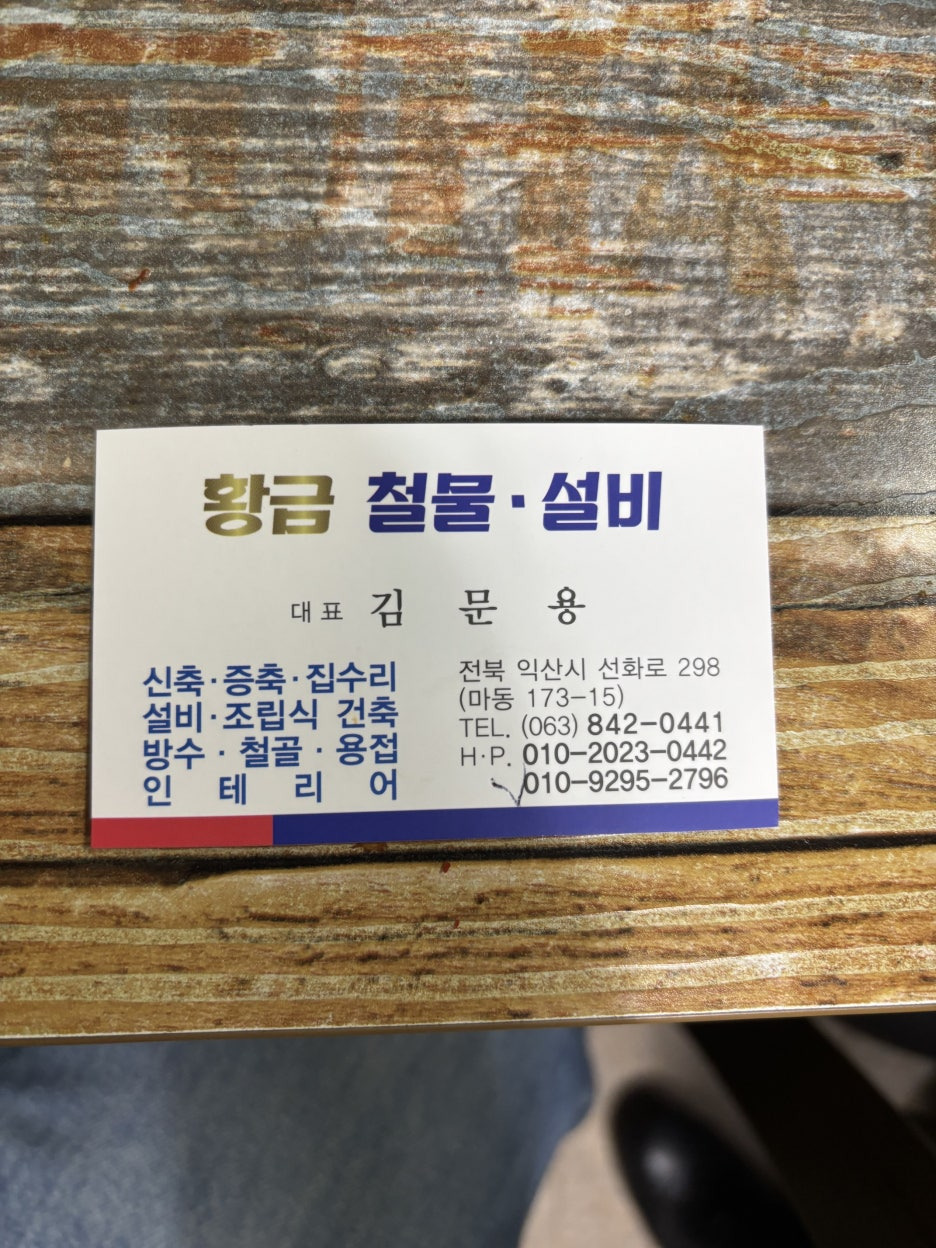 황금 철물·설비
대표 김 문 용
신축·증축·집수리
설비·조립식 건축
방수·철골·용접
인 테 리 어
전북 익산시 선화로 298
(마동 173-15)
TEL. (063) 842-0441
H·P. 010-2023-0442
010-9295-2796